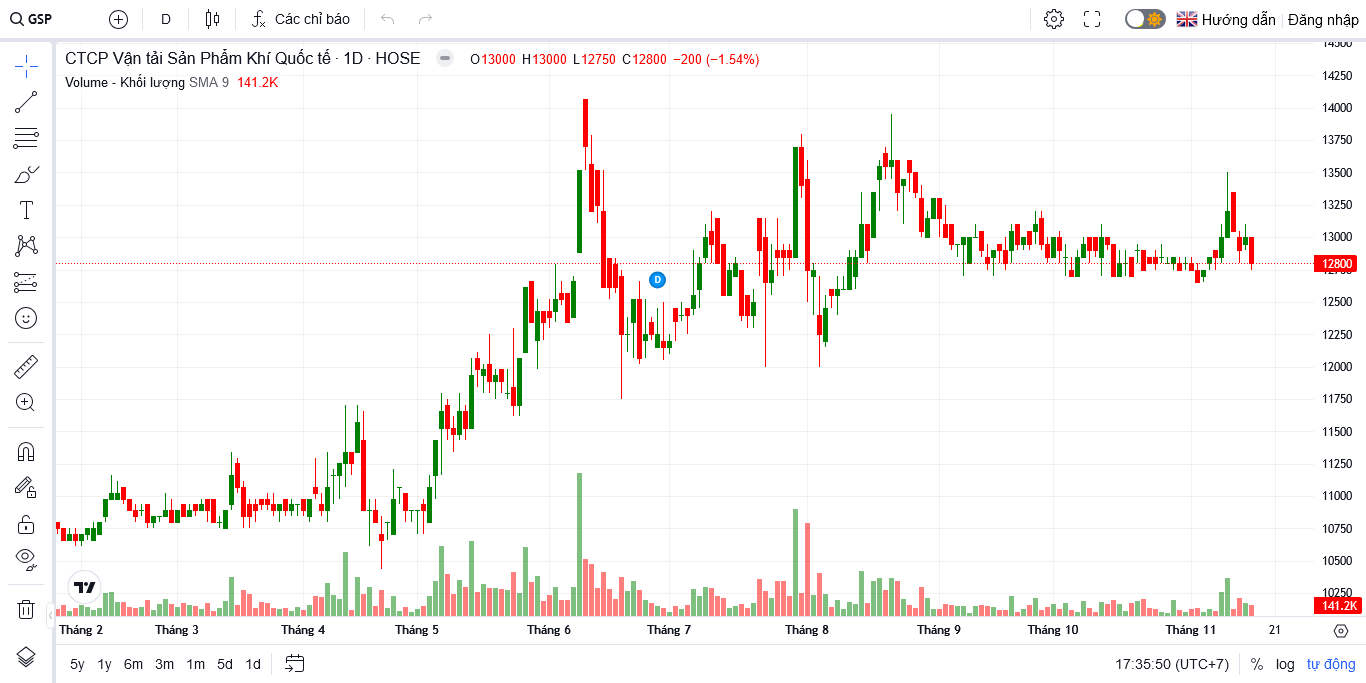 GSP D Các chỉ báo Hướng dẫn Đăng nhập
CTCP Vận tải Sản Phẩm Khí Quốc tế · 1D · HOSE O13000 H13000 L12750 C12800 −200 (−1.54%)
Volume - Khối lượng SMA 9 141.2K
14500
14250
14000
13750
13500
13250
13000
12800
12750
12500
12250
12000
11750
11500
11250
11000
10750
10500
10250
141.2K
D
Tháng 2 Tháng 3 Tháng 4 Tháng 5 Tháng 6 Tháng 7 Tháng 8 Tháng 9 Tháng 10 Tháng 11 21
5y 1y 6m 3m 1m 5d 1d 17:35:50 (UTC+7) % log tự động